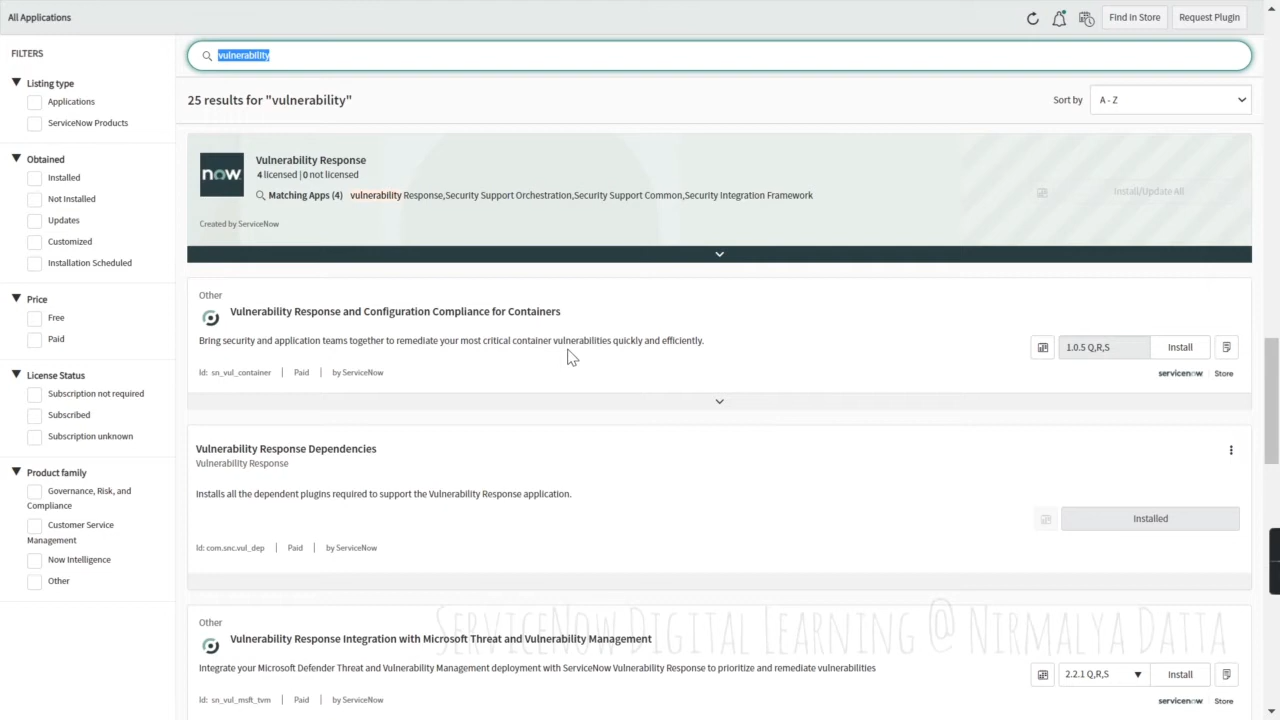 All Applications
Find in Store
Request Plugin
FILTERS
Listing type
Applications
ServiceNow Products
Obtained
Installed
Not Installed
Updates
Customized
Installation Scheduled
Price
Free
Paid
License Status
Subscription not required
Subscribed
Subscription unknown
Product family
Governance, Risk, and
Compliance
Customer Service
Management
Now Intelligence
Other
vulnerability
25 results for "vulnerability"
Sort by
A - Z
now.
Vulnerability Response
4 licensed | 0 not licensed
Matching Apps (4) vulnerability Response,Security Support Orchestration,Security Support Common,Security Integration Framework
Install/Update All
Created by ServiceNow
Other
Vulnerability Response and Configuration Compliance for Containers
Bring security and application teams together to remediate your most critical container vulnerabilities quickly and efficiently.
1.0.5 Q,R,S
Install
Id: sn_vul_container | Paid | by ServiceNow
servicenow Store
Vulnerability Response Dependencies
Vulnerability Response
Installs all the dependent plugins required to support the Vulnerability Response application.
Installed
Id: com.snc.vul_dep | Paid | by ServiceNow
ServiceNow Digital Learning @ Nirmalya Datta
Other
Vulnerability Response Integration with Microsoft Threat and Vulnerability Management
Integrate your Microsoft Defender Threat and Vulnerability Management deployment with ServiceNow Vulnerability Response to prioritize and remediate vulnerabilities
2.2.1 Q,R,S
Install
Id: sn_vul_msft_tvm | Paid | by ServiceNow
servicenow Store